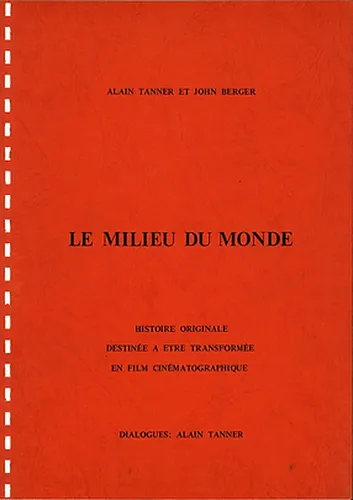 ALAIN TANNER ET JOHN BERGER
LE MILIEU DU MONDE
HISTOIRE ORIGINALE
DESTINÉE A ETRE TRANSFORMÉE
EN FILM CINÉMATOGRAPHIQUE
DIALOGUES: ALAIN TANNER